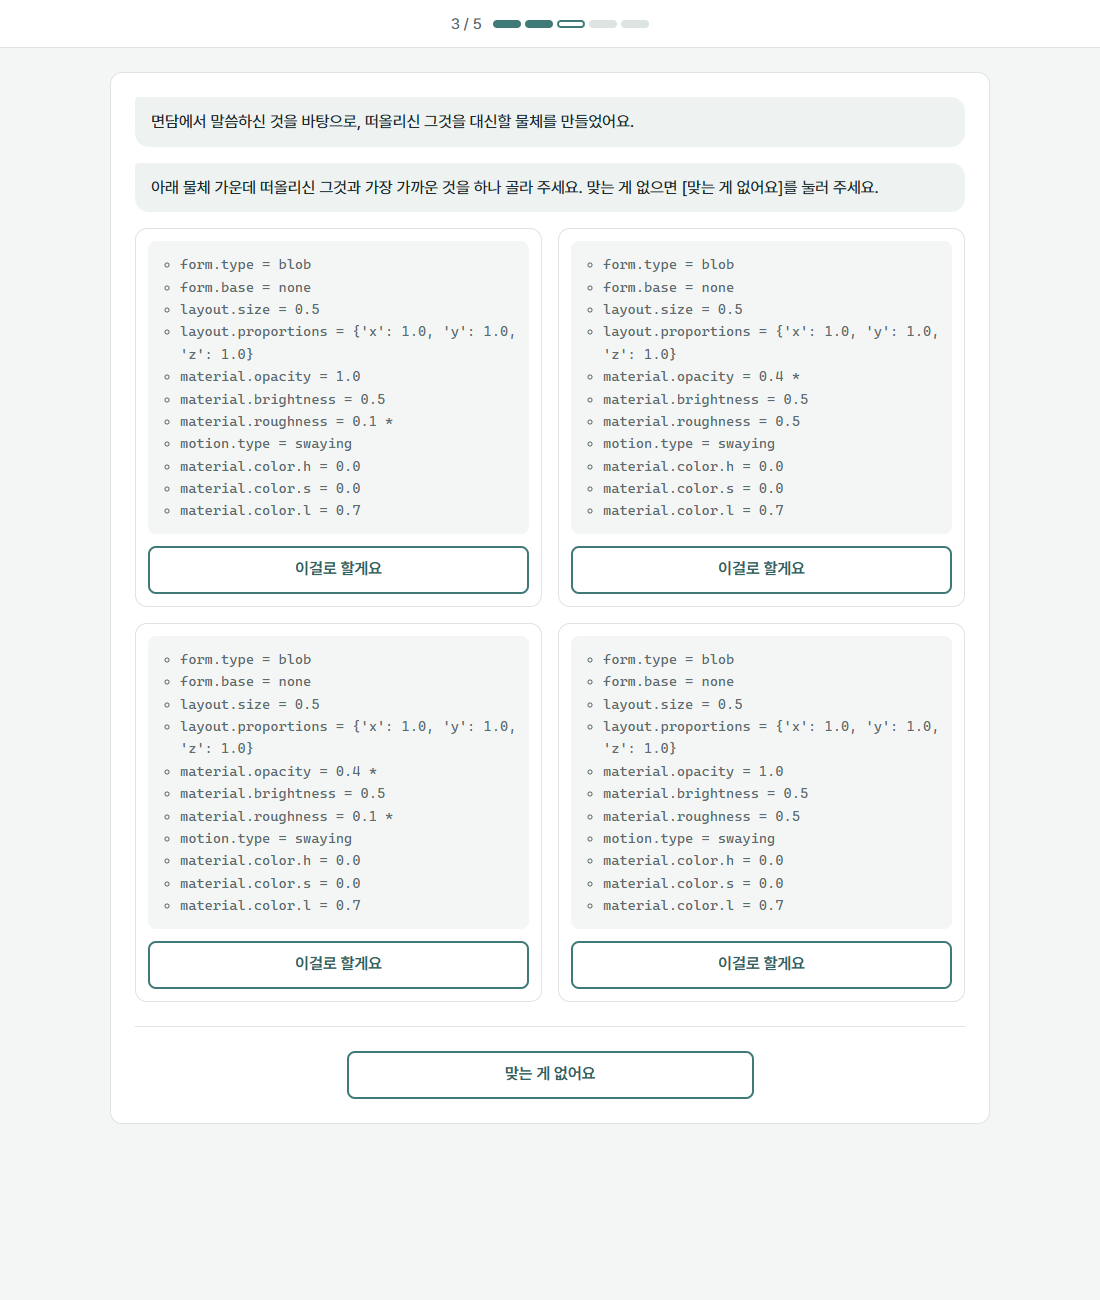 3 / 5
면담에서 말씀하신 것을 바탕으로, 떠올리신 그것을 대신할 물체를 만들었어요.
아래 물체 가운데 떠올리신 그것과 가장 가까운 것을 하나 골라 주세요. 맞는 게 없으면 [맞는 게 없어요]를 눌러 주세요.
form.type = blob
form.base = none
layout.size = 0.5
layout.proportions = {'x': 1.0, 'y': 1.0,
'z': 1.0}
material.opacity = 1.0
material.brightness = 0.5
material.roughness = 0.1 *
motion.type = swaying
material.color.h = 0.0
material.color.s = 0.0
material.color.l = 0.7
이걸로 할게요
form.type = blob
form.base = none
layout.size = 0.5
layout.proportions = {'x': 1.0, 'y': 1.0,
'z': 1.0}
material.opacity = 0.4 *
material.brightness = 0.5
material.roughness = 0.5
motion.type = swaying
material.color.h = 0.0
material.color.s = 0.0
material.color.l = 0.7
이걸로 할게요
form.type = blob
form.base = none
layout.size = 0.5
layout.proportions = {'x': 1.0, 'y': 1.0,
'z': 1.0}
material.opacity = 0.4 *
material.brightness = 0.5
material.roughness = 0.1 *
motion.type = swaying
material.color.h = 0.0
material.color.s = 0.0
material.color.l = 0.7
이걸로 할게요
form.type = blob
form.base = none
layout.size = 0.5
layout.proportions = {'x': 1.0, 'y': 1.0,
'z': 1.0}
material.opacity = 1.0
material.brightness = 0.5
material.roughness = 0.5
motion.type = swaying
material.color.h = 0.0
material.color.s = 0.0
material.color.l = 0.7
이걸로 할게요
맞는 게 없어요